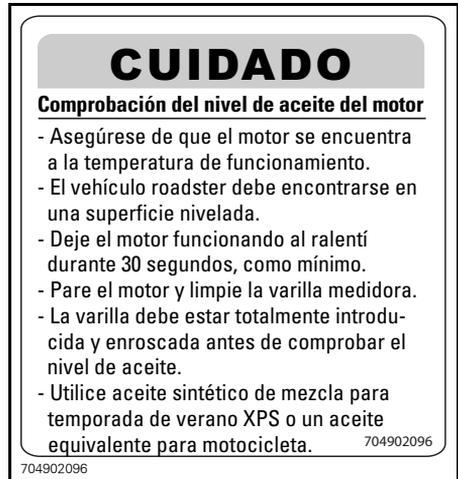 CUIDADO
Comprobación del nivel de aceite del motor
- Asegúrese de que el motor se encuentra
a la temperatura de funcionamiento.
- El vehículo roadster debe encontrarse en
una superficie nivelada.
- Deje el motor funcionando al ralentí
durante 30 segundos, como mínimo.
- Pare el motor y limpie la varilla medidora.
- La varilla debe estar totalmente introdu-
cida y enroscada antes de comprobar el
nivel de aceite.
- Utilice aceite sintético de mezcla para
temporada de verano XPS o un aceite
equivalente para motocicleta. 704902096
704902096